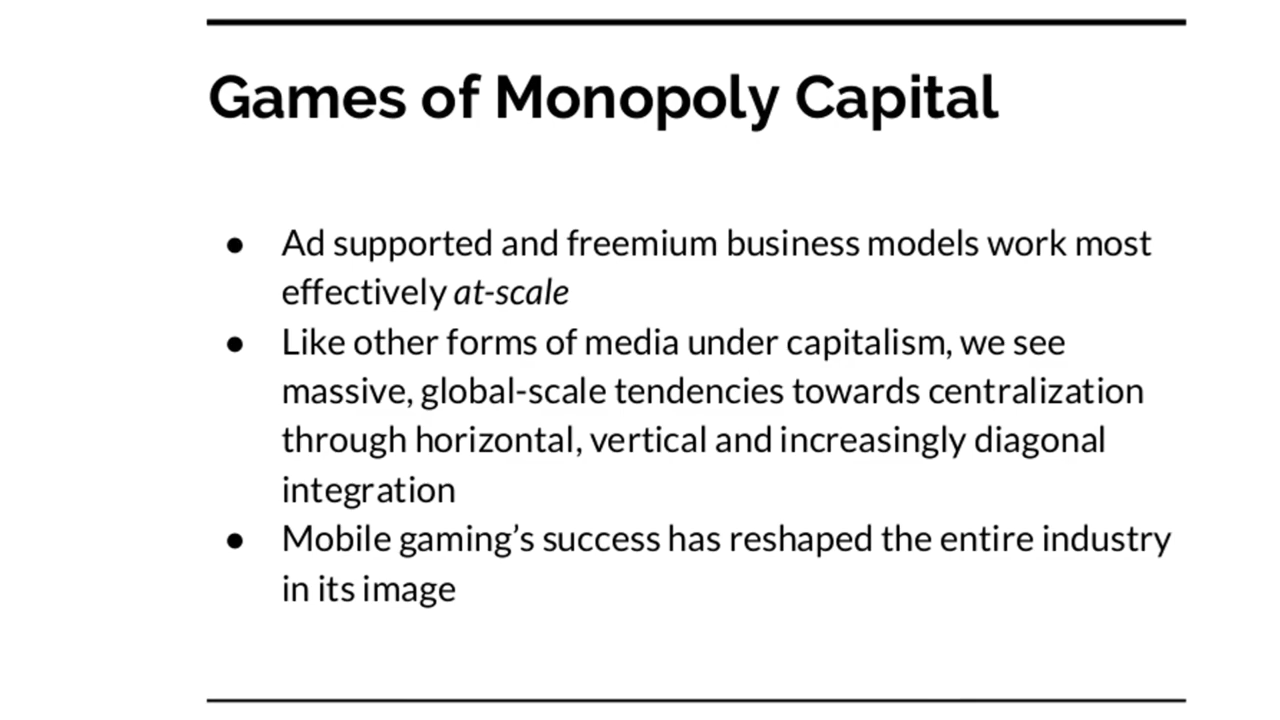 Games of Monopoly Capital
● Ad supported and freemium business models work most
effectively at-scale
● Like other forms of media under capitalism, we see
massive, global-scale tendencies towards centralization
through horizontal, vertical and increasingly diagonal
integration
● Mobile gaming’s success has reshaped the entire industry
in its image